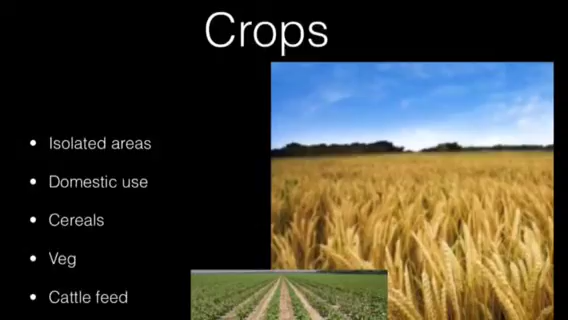 Crops
• Isolated areas
• Domestic use
• Cereals
• Veg
• Cattle feed